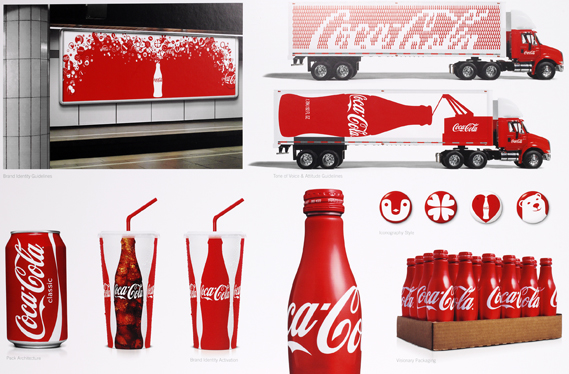 Coca-Cola
Coca-Cola
Brand Identity Guidelines
Coca-Cola
Coca-Cola
Coca-Cola
Tone of Voice & Attitude Guidelines
Iconography Style
Coca-Cola
classic
Coca-Cola
Coca-Cola
Coca-Co
Coca-Cola
Coca-Cola
Coca-Cola
Pack Architecture
Brand Identity Activation
Packaging